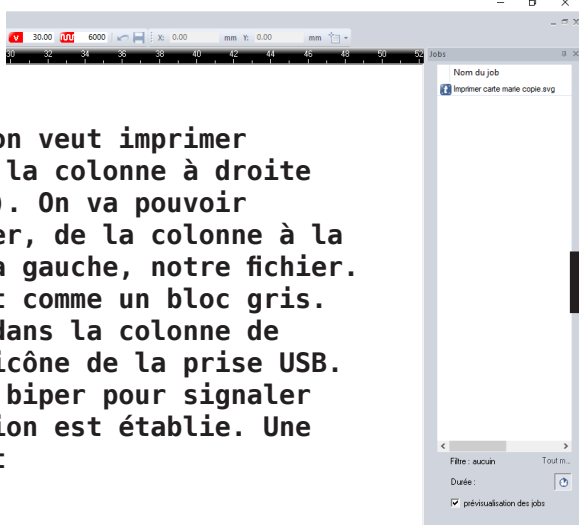 v 30.00 6000 X: 0.00 mm Y: 0.00 mm
30 32 34 36 38 40 42 44 46 48 50 52
Jobs
Nom du job
Imprimer carte marie copie.svg
on veut imprimer
la colonne à droite
). On va pouvoir
er, de la colonne à la
a gauche, notre fichier.
t comme un bloc gris.
dans la colonne de
icône de la prise USB.
biper pour signaler
ion est établie. Une
t
Filtre : aucuin Tout m...
Durée :
prévisualisation des jobs